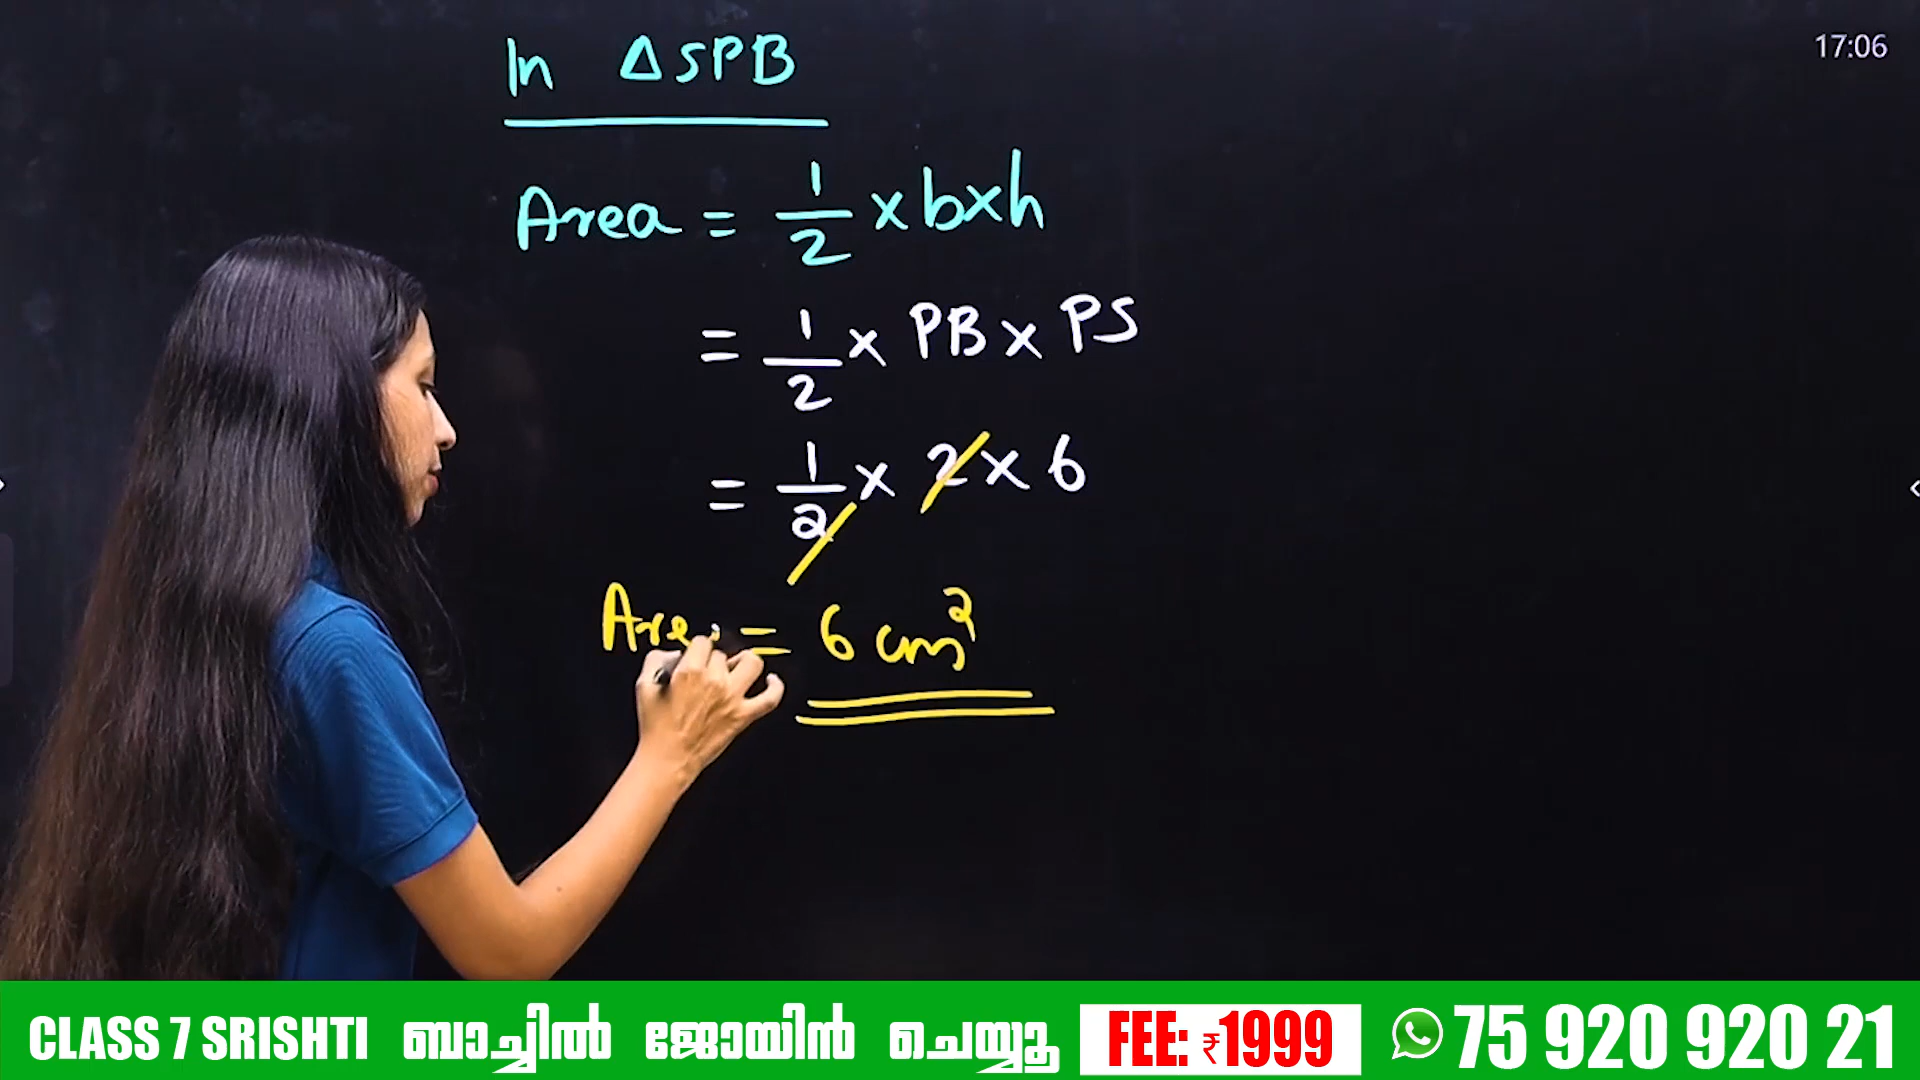 17:06
In ΔSPB
Area = 1/2 × b × h
= 1/2 × PB × PS
= 1/2 × 2 × 6
= 6 cm²
CLASS 7 SRISHTI ബാച്ചിൽ ജോയിൻ ചെയ്യൂ FEE: ₹1999 75 920 920 21